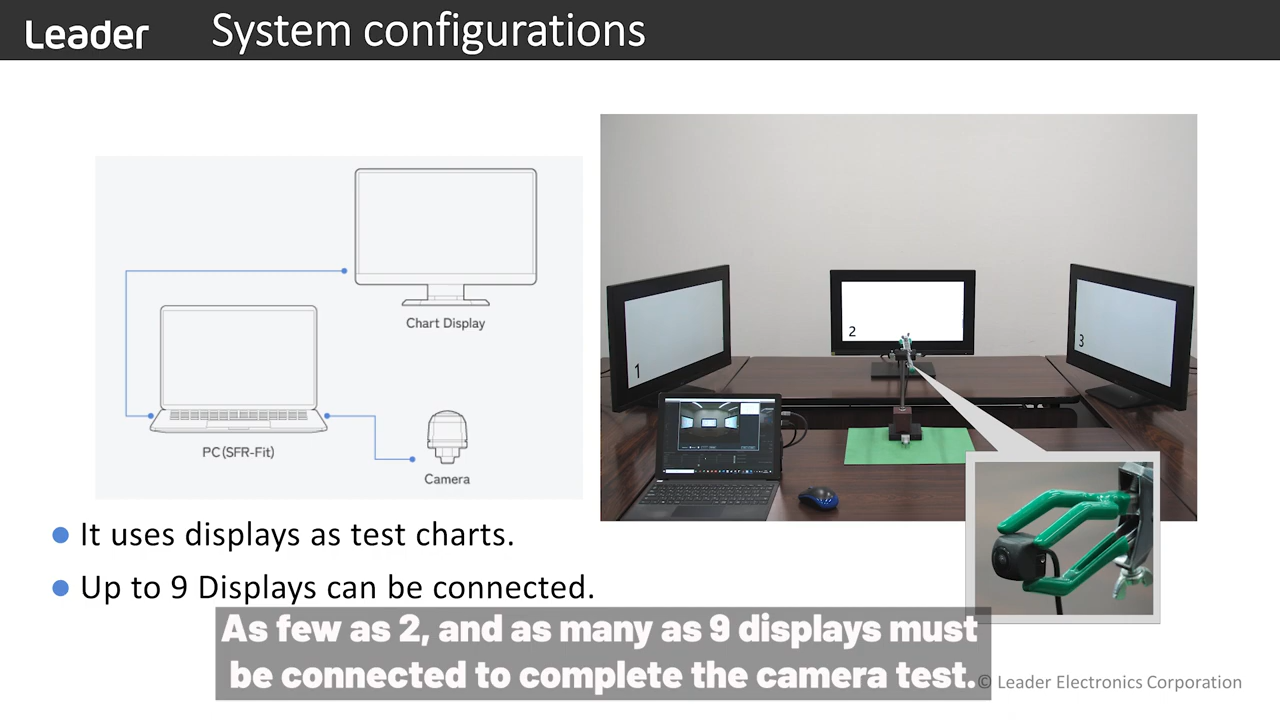 Leader
System configurations
Chart Display
PC(SFR-Fit)
Camera
1
2
3
It uses displays as test charts.
Up to 9 Displays can be connected.
As few as 2, and as many as 9 displays must
be connected to complete the camera test.
© Leader Electronics Corporation